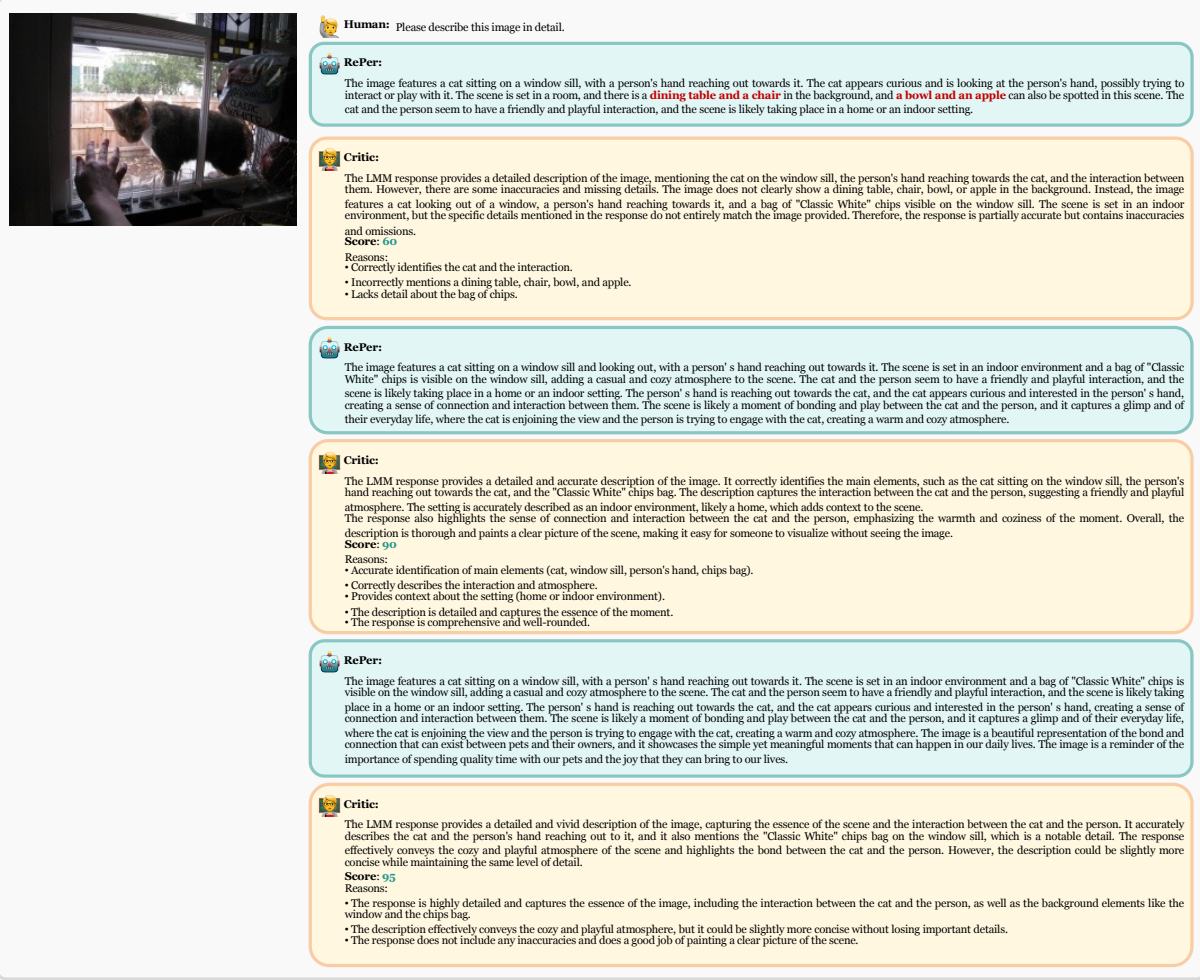 CLASSIC
Human: Please describe this image in detail.
RePer:
The image features a cat sitting on a window sill, with a person's hand reaching out towards it. The cat appears curious and is looking at the person's hand, possibly trying to
interact or play with it. The scene is set in a room, and there is a dining table and a chair in the background, and a bowl and an apple can also be spotted in this scene. The
cat and the person seem to have a friendly and playful interaction, and the scene is likely taking place in a home or an indoor setting.
Critic:
The LMM response provides a detailed description of the image, mentioning the cat on the window sill, the person's hand reaching towards the cat, and the interaction between
them. However, there are some inaccuracies and missing details. The image does not clearly show a dining table, chair, bowl, or apple in the background. Instead, the image
features a cat looking out of a window, a person's hand reaching towards it, and a bag of "Classic White" chips visible on the window sill. The scene is set in an indoor
environment, but the specific details mentioned in the response do not entirely match the image provided. Therefore, the response is partially accurate but contains inaccuracies
and omissions.
Score: 60
Reasons:
• Correctly identifies the cat and the interaction.
• Incorrectly mentions a dining table, chair, bowl, and apple.
• Lacks detail about the bag of chips.
RePer:
The image features a cat sitting on a window sill and looking out, with a person' s hand reaching out towards it. The scene is set in an indoor environment and a bag of "Classic
White" chips is visible on the window sill, adding a casual and cozy atmosphere to the scene. The cat and the person seem to have a friendly and playful interaction, and the
scene is likely taking place in a home or an indoor setting. The person' s hand is reaching out towards the cat, and the cat appears curious and interested in the person' s hand,
creating a sense of connection and interaction between them. The scene is likely a moment of bonding and play between the cat and the person, and it captures a glimp and of
their everyday life, where the cat is enjoining the view and the person is trying to engage with the cat, creating a warm and cozy atmosphere.
Critic:
The LMM response provides a detailed and accurate description of the image. It correctly identifies the main elements, such as the cat sitting on the window sill, the person's
hand reaching out towards the cat, and the "Classic White" chips bag. The description captures the interaction between the cat and the person, suggesting a friendly and playful
atmosphere. The setting is accurately described as an indoor environment, likely a home, which adds context to the scene.
The response also highlights the sense of connection and interaction between the cat and the person, emphasizing the warmth and coziness of the moment. Overall, the
description is thorough and paints a clear picture of the scene, making it easy for someone to visualize without seeing the image.
Score: 90
Reasons:
• Accurate identification of main elements (cat, window sill, person's hand, chips bag).
• Correctly describes the interaction and atmosphere.
• Provides context about the setting (home or indoor environment).
• The description is detailed and captures the essence of the moment.
• The response is comprehensive and well-rounded.
RePer:
The image features a cat sitting on a window sill, with a person' s hand reaching out towards it. The scene is set in an indoor environment and a bag of "Classic White" chips is
visible on the window sill, adding a casual and cozy atmosphere to the scene. The cat and the person seem to have a friendly and playful interaction, and the scene is likely taking
place in a home or an indoor setting. The person' s hand is reaching out towards the cat, and the cat appears curious and interested in the person' s hand, creating a sense of
connection and interaction between them. The scene is likely a moment of bonding and play between the cat and the person, and it captures a glimp and of their everyday life,
where the cat is enjoining the view and the person is trying to engage with the cat, creating a warm and cozy atmosphere. The image is a beautiful representation of the bond and
connection that can exist between pets and their owners, and it showcases the simple yet meaningful moments that can happen in our daily lives. The image is a reminder of the
importance of spending quality time with our pets and the joy that they can bring to our lives.
Critic:
The LMM response provides a detailed and vivid description of the image, capturing the essence of the scene and the interaction between the cat and the person. It accurately
describes the cat and the person's hand reaching out to it, and it also mentions the "Classic White" chips bag on the window sill, which is a notable detail. The response
effectively conveys the cozy and playful atmosphere of the scene and highlights the bond between the cat and the person. However, the description could be slightly more
concise while maintaining the same level of detail.
Score: 95
Reasons:
• The response is highly detailed and captures the essence of the image, including the interaction between the cat and the person, as well as the background elements like the
window and the chips bag.
• The description effectively conveys the cozy and playful atmosphere, but it could be slightly more concise without losing important details.
• The response does not include any inaccuracies and does a good job of painting a clear picture of the scene.